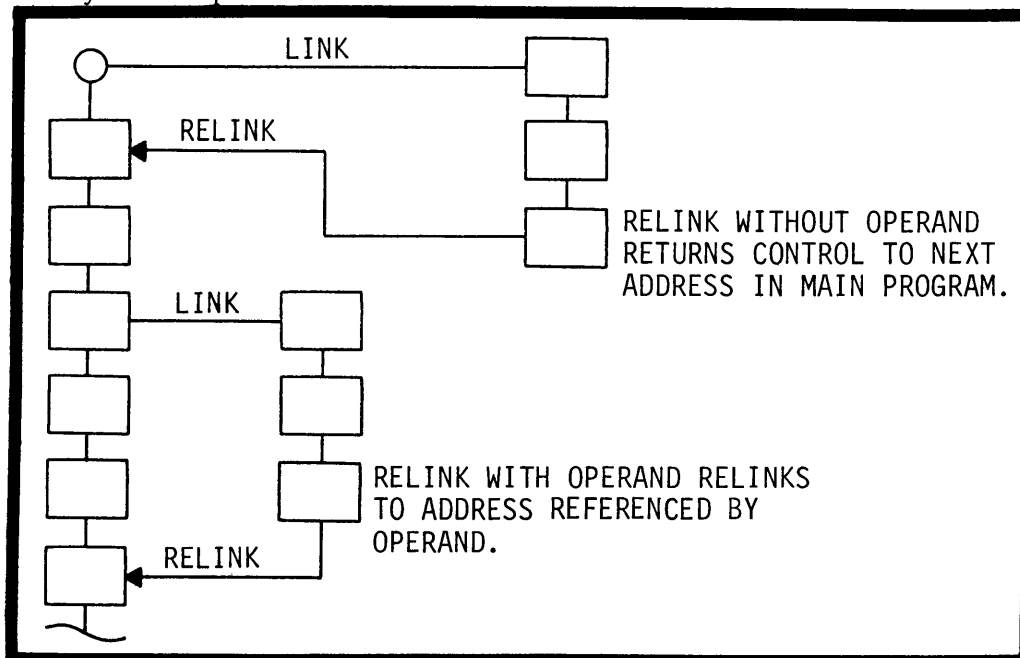 LINK
RELINK
RELINK WITHOUT OPERAND
RETURNS CONTROL TO NEXT
ADDRESS IN MAIN PROGRAM.
LINK
RELINK WITH OPERAND RELINKS
TO ADDRESS REFERENCED BY
OPERAND.
RELINK